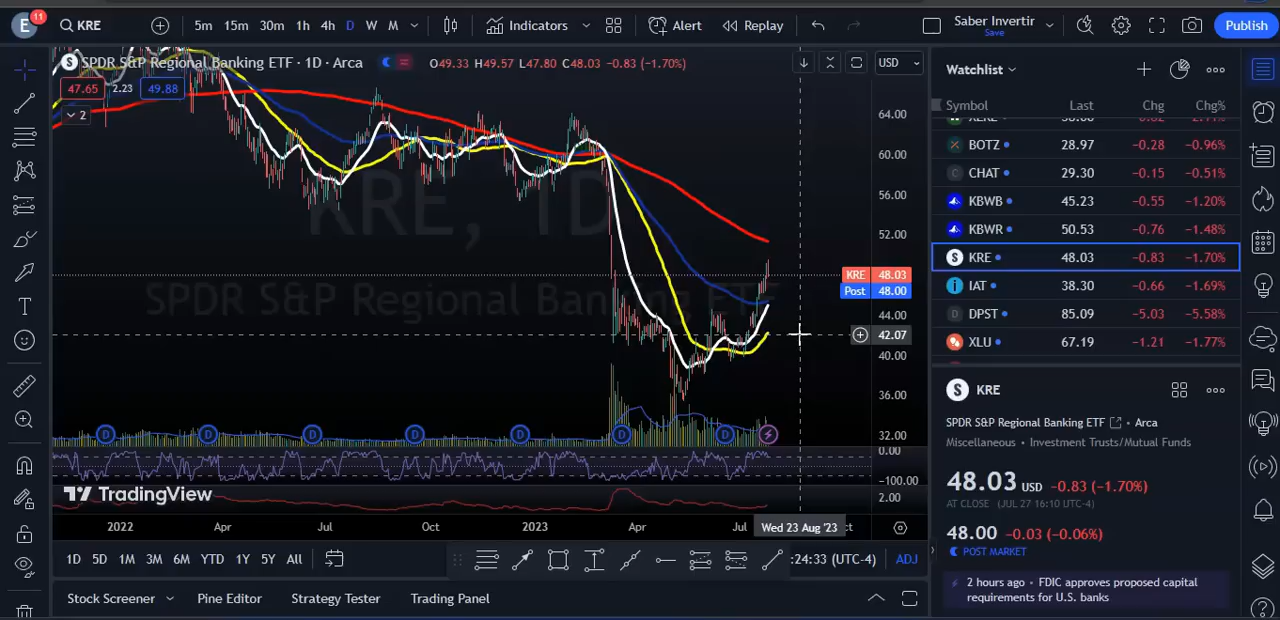 E
11
KRE
5m 15m 30m 1h 4h D W M
Indicators
Alert
Replay
Saber Invertir
Save
Publish
SPDR S&P Regional Banking ETF · 1D · Arca
O49.33 H49.57 L47.80 C48.03 −0.83 (−1.70%)
USD
47.65 2.23 49.88
2
KRE, 1D
SPDR S&P Regional Banking ETF
64.00
60.00
56.00
52.00
KRE 48.03
Post 48.00
44.00
42.07
40.00
36.00
32.00
0.00
−100.00
2.00
D D D D D D D
TradingView
2022 Apr Jul Oct 2023 Apr Jul Wed 23 Aug '23
1D 5D 1M 3M 6M YTD 1Y 5Y All
:24:33 (UTC-4) ADJ
Stock Screener Pine Editor Strategy Tester Trading Panel
Watchlist
Symbol Last Chg Chg%
BOTZ 28.97 −0.28 −0.96%
CHAT 29.30 −0.15 −0.51%
KBWB 45.23 −0.55 −1.20%
KBWR 50.53 −0.76 −1.48%
KRE 48.03 −0.83 −1.70%
IAT 38.30 −0.66 −1.69%
DPST 85.09 −5.03 −5.58%
XLU 67.19 −1.21 −1.77%
S KRE
SPDR S&P Regional Banking ETF · Arca
Miscellaneous · Investment Trusts/Mutual Funds
48.03 USD −0.83 (−1.70%)
AT CLOSE (JUL 27 16:10 UTC-4)
48.00 −0.03 (−0.06%)
POST MARKET
2 hours ago · FDIC approves proposed capital
requirements for U.S. banks